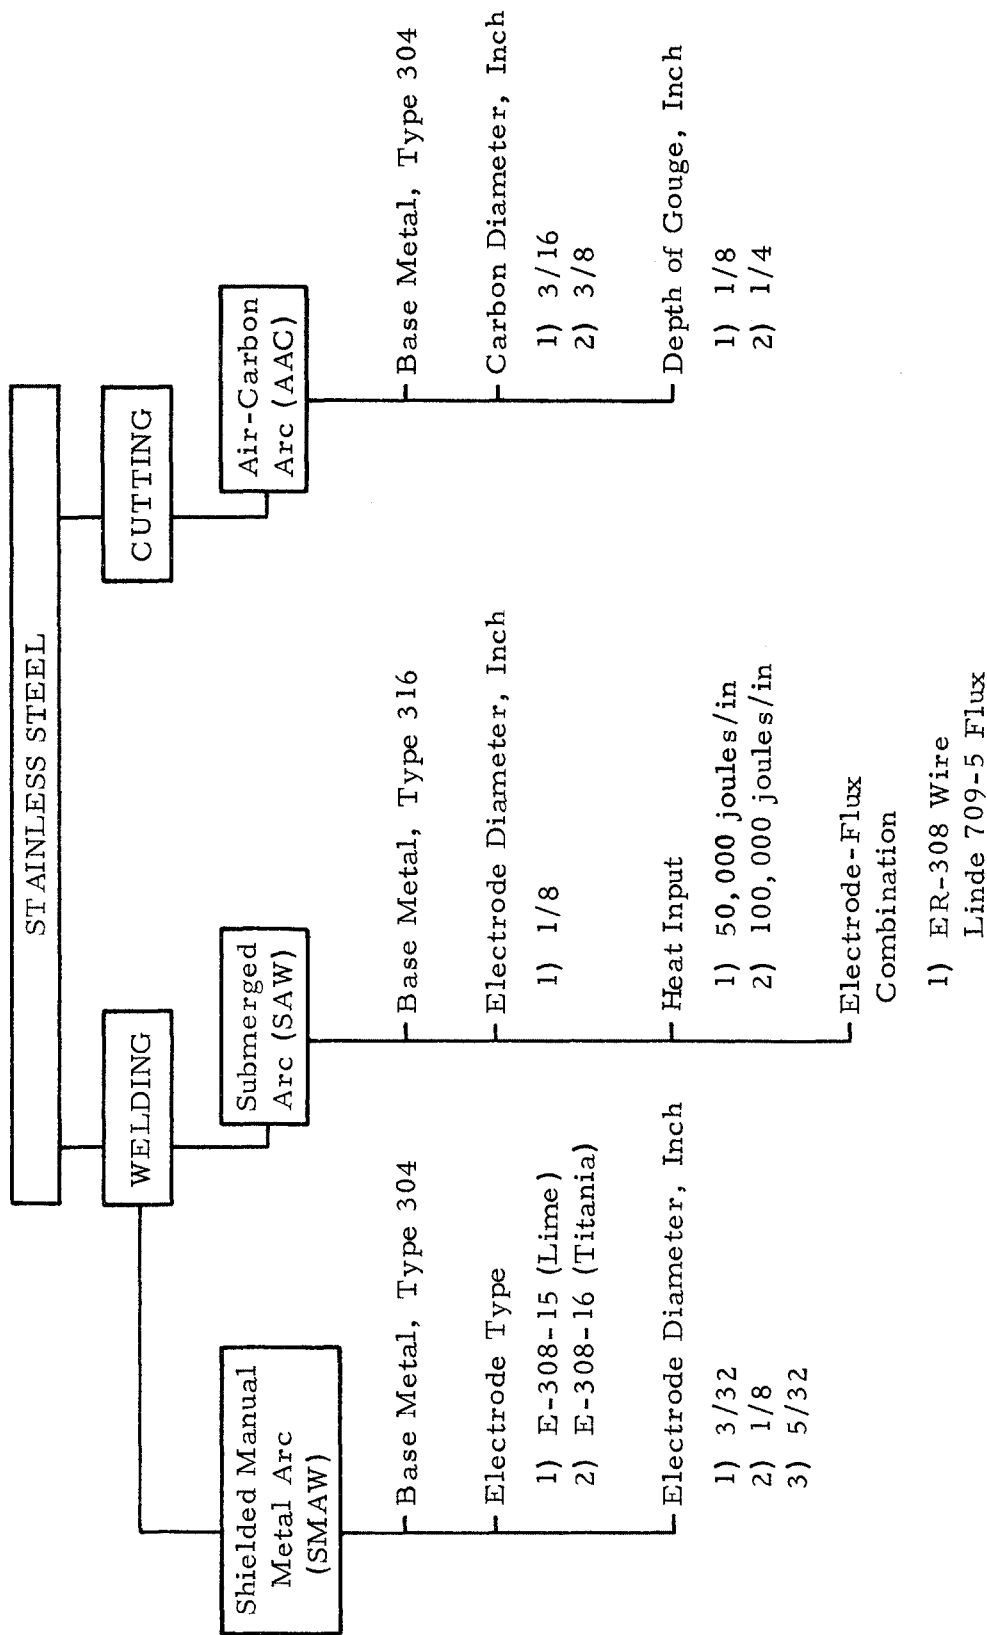 STAINLESS STEEL
WELDING
Shielded Manual
Metal Arc
(SMAW)
Base Metal, Type 304
Electrode Type
1) E-308-15 (Lime)
2) E-308-16 (Titania)
Electrode Diameter, Inch
1) 3/32
2) 1/8
3) 5/32
Submerged
Arc (SAW)
Base Metal, Type 316
Electrode Diameter, Inch
1) 1/8
Heat Input
1) 50,000 joules/in
2) 100,000 joules/in
Electrode-Flux
Combination
1) ER-308 Wire
Linde 709-5 Flux
CUTTING
Air-Carbon
Arc (AAC)
Base Metal, Type 304
Carbon Diameter, Inch
1) 3/16
2) 3/8
Depth of Gouge, Inch
1) 1/8
2) 1/4